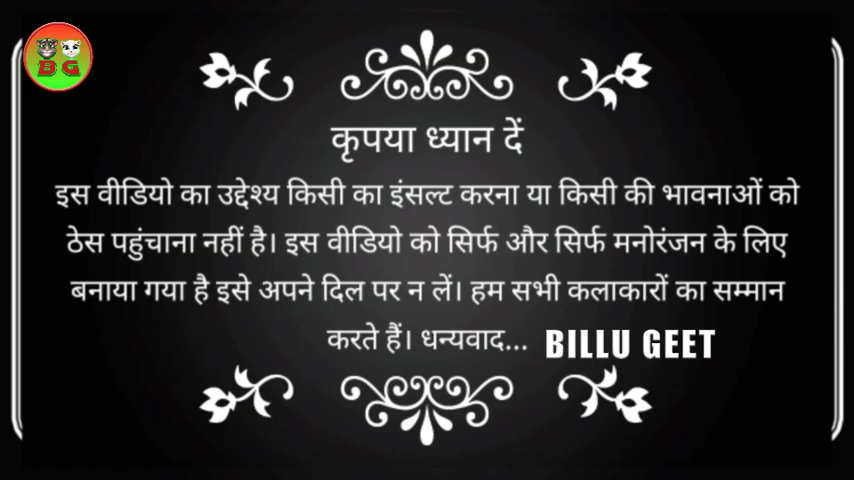 BG
कृपया ध्यान दें
इस वीडियो का उद्देश्य किसी का इंसल्ट करना या किसी की भावनाओं को
ठेस पहुंचाना नहीं है। इस वीडियो को सिर्फ और सिर्फ मनोरंजन के लिए
बनाया गया है इसे अपने दिल पर न लें। हम सभी कलाकारों का सम्मान
करते हैं। धन्यवाद... BILLU GEET